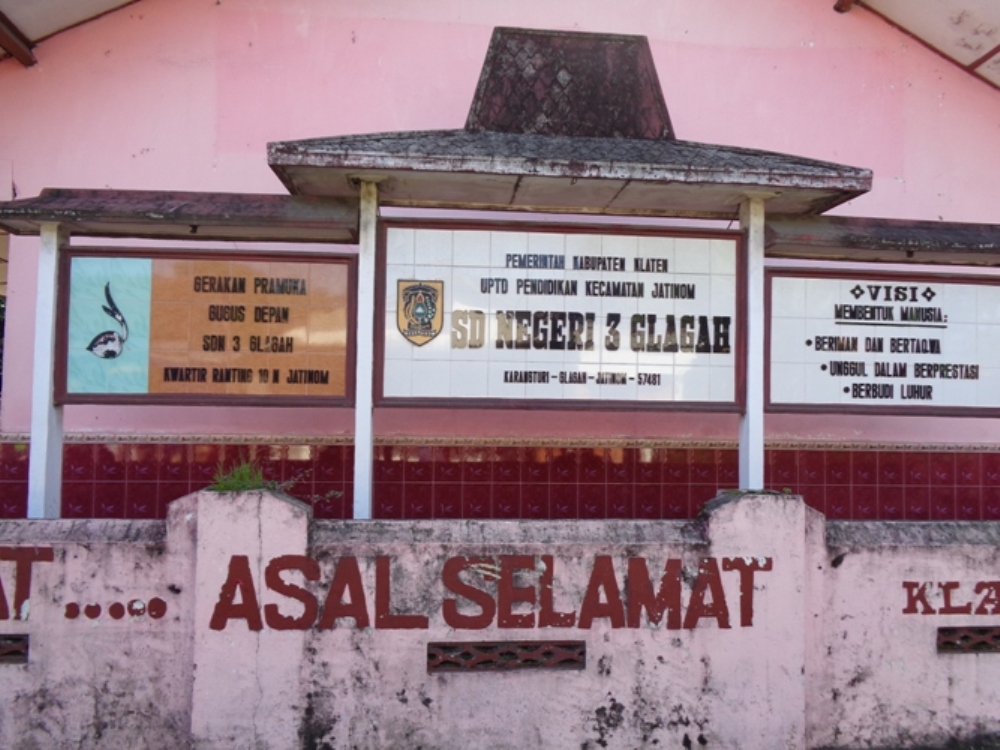 GERAKAN PRAMUKA
GUGUS DEPAN
SDN 3 GLAGAH
KWARTIR RANTING 10 N JATINOM
PEMERINTAH KABUPATEN KLATEN
UPTD PENDIDIKAN KECAMATAN JATINOM
SD NEGERI 3 GLAGAH
KARANGTURI - GLAGAH - JATINOM - 57481
VISI
MEMBENTUK MANUSIA:
• BERIMAN DAN BERTAQWA
• UNGGUL DALAM BERPRESTASI
• BERBUDI LUHUR
AT ..... ASAL SELAMAT
KLA